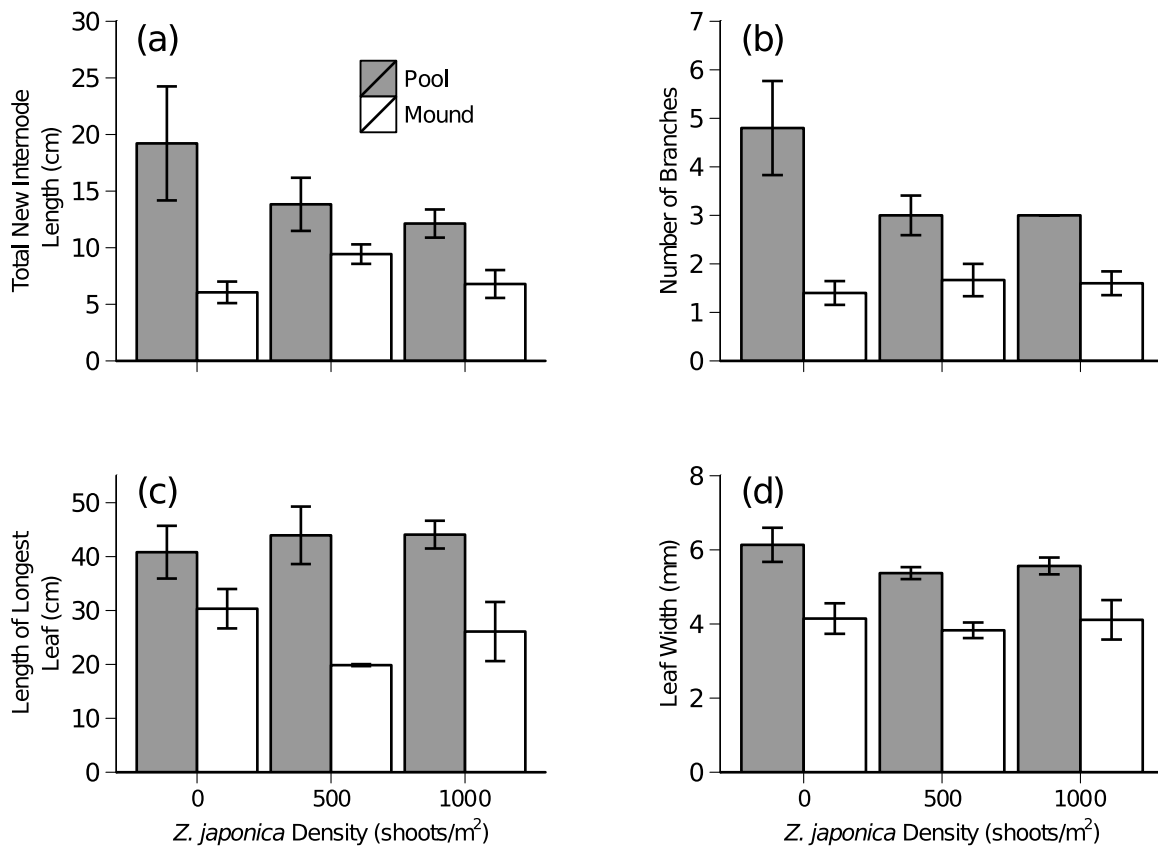 (a)
Total New Internode
Length (cm)
30
25
20
15
10
5
0
Pool
Mound
(b)
Number of Branches
7
6
5
4
3
2
1
0
(c)
Length of Longest
Leaf (cm)
50
40
30
20
10
0
0
500
1000
Z. japonica Density (shoots/m²)
(d)
Leaf Width (mm)
8
6
4
2
0
0
500
1000
Z. japonica Density (shoots/m²)